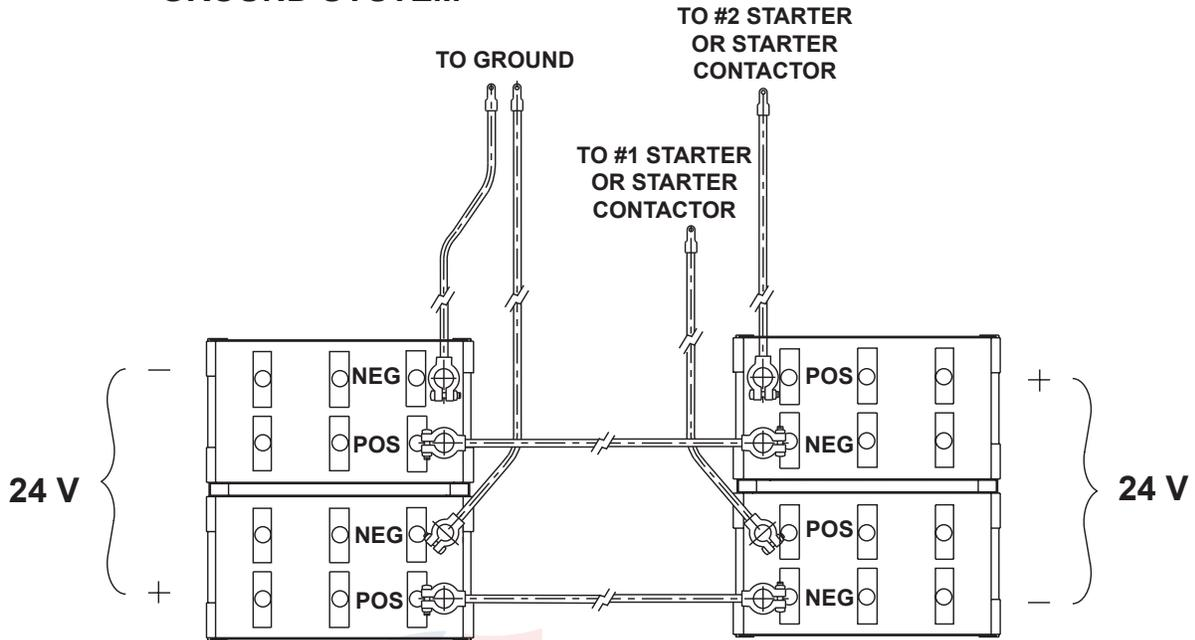 TO #2 STARTER
OR STARTER
CONTACTOR
TO GROUND
TO #1 STARTER
OR STARTER
CONTACTOR
NEG
POS
NEG
POS
POS
NEG
POS
NEG
−
+
24 V
+
−
24 V